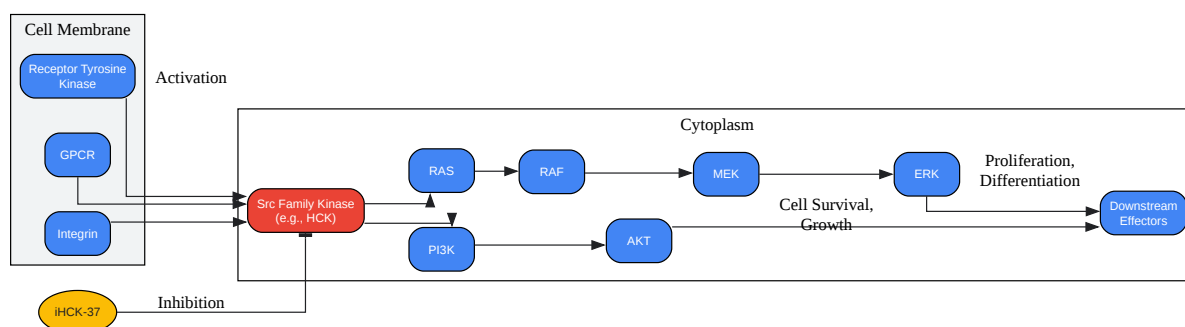 Cell Membrane
Receptor Tyrosine
Kinase
Activation
GPCR
Integrin
iHCK-37
Inhibition
Cytoplasm
Src Family Kinase
(e.g., HCK)
RAS
RAF
MEK
ERK
Proliferation,
Differentiation
PI3K
AKT
Cell Survival,
Growth
Downstream
Effectors